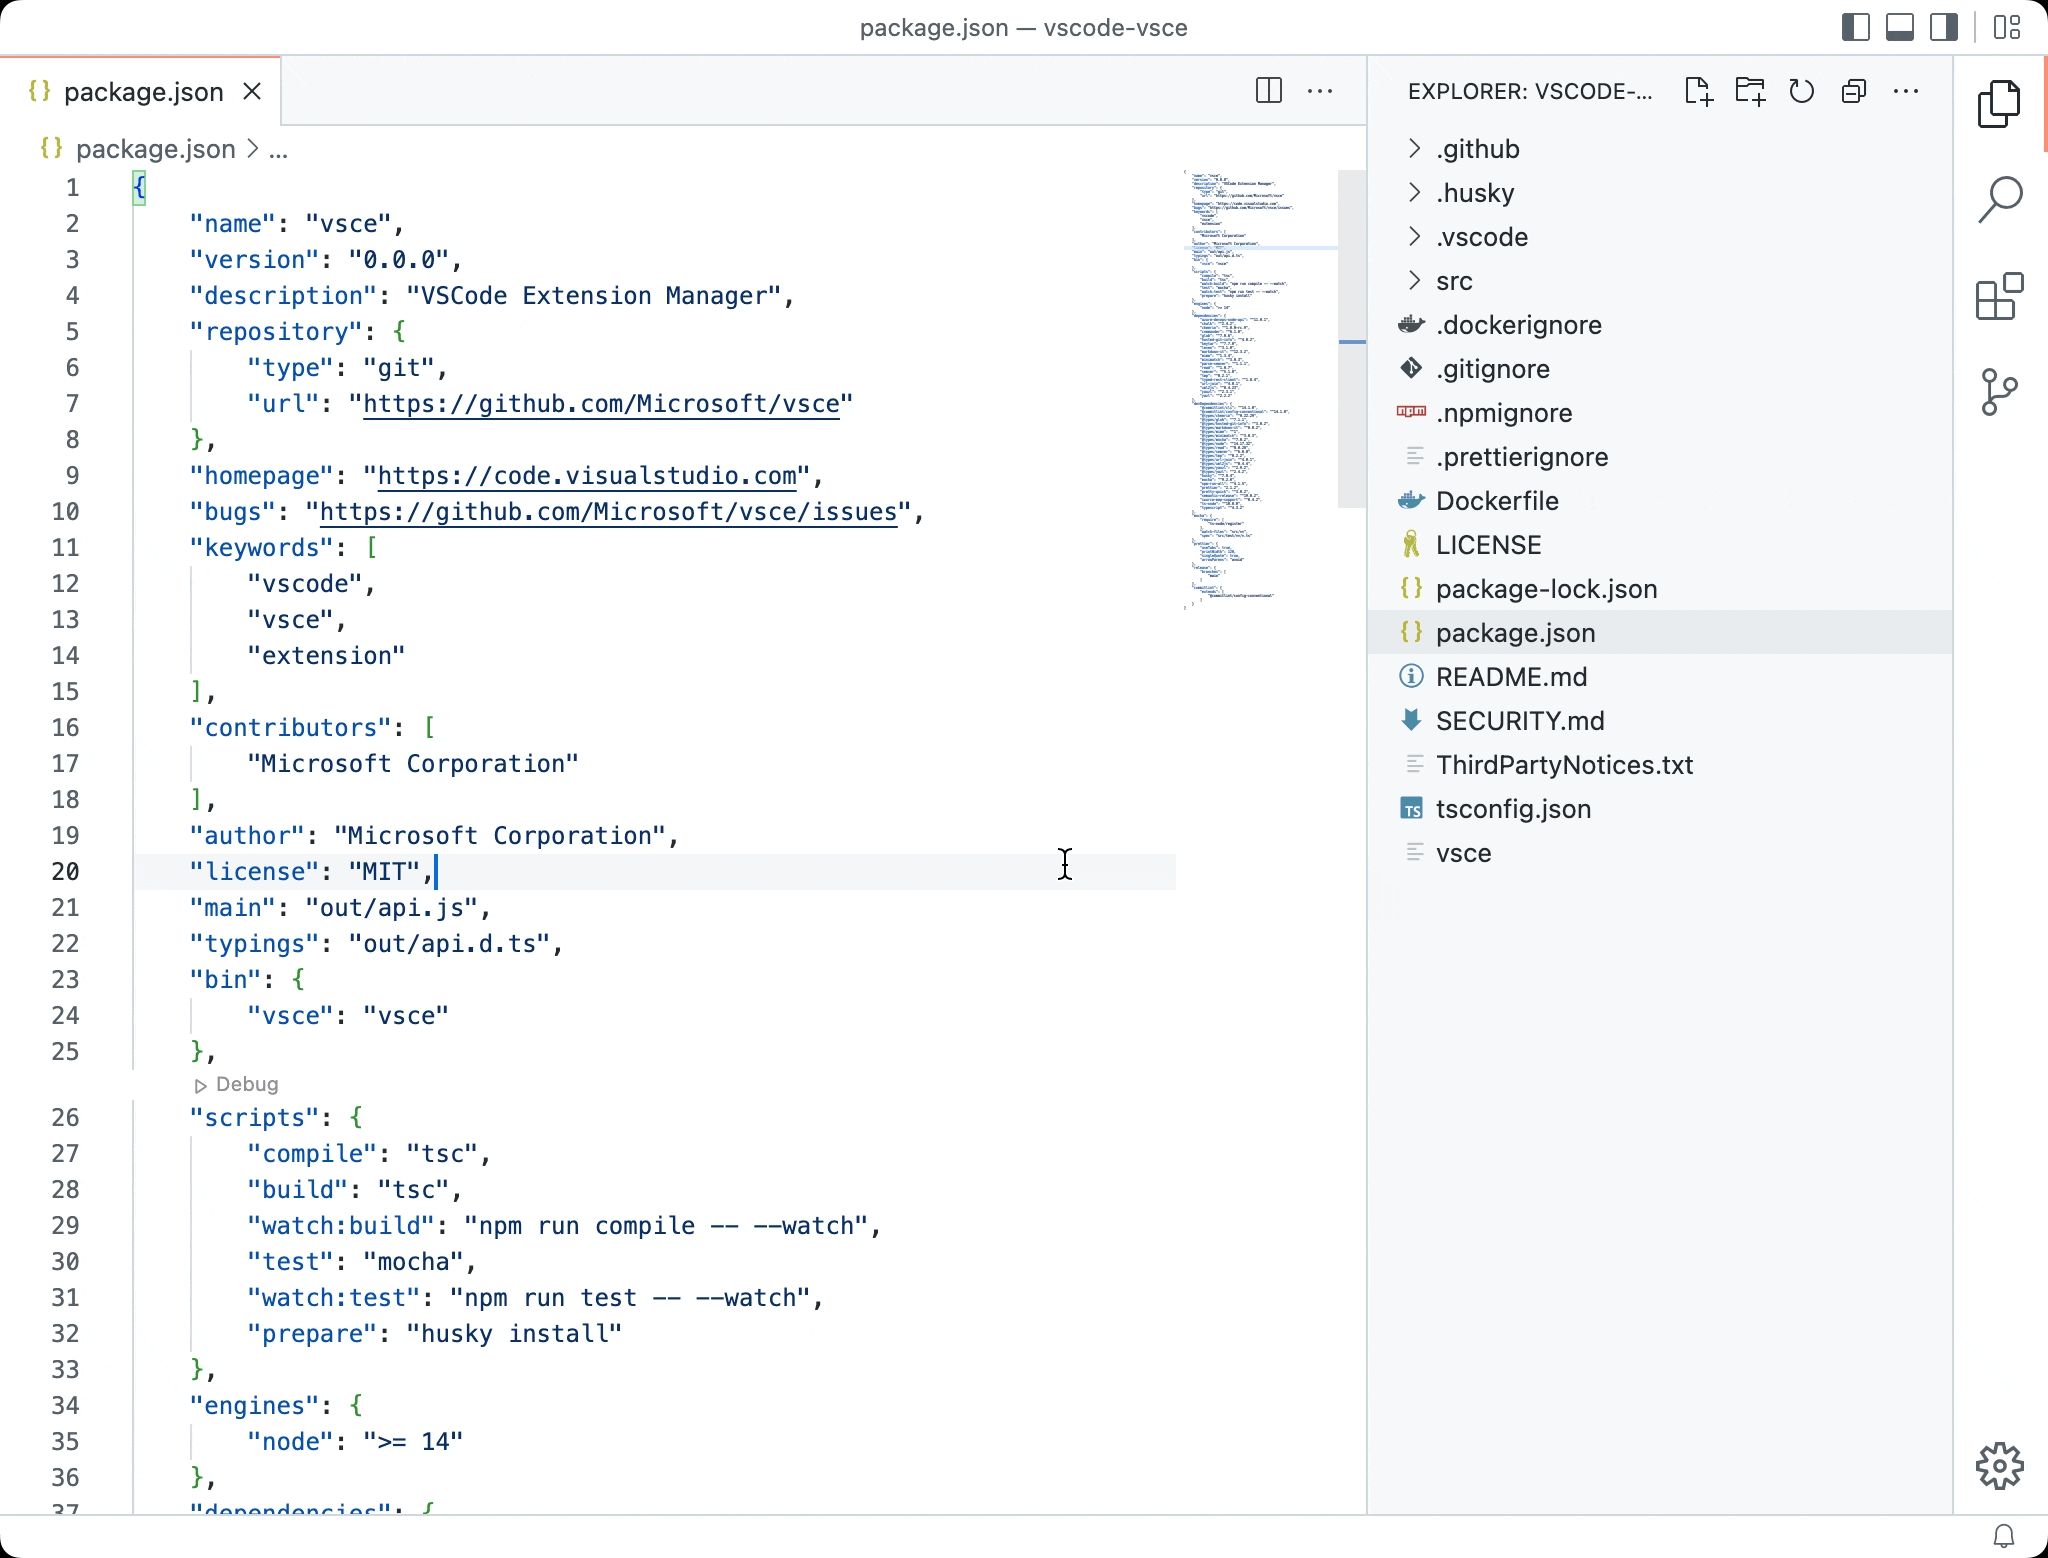 package.json — vscode-vsce
package.json
EXPLORER: VSCODE-...
package.json > ...
1 {
2 "name": "vsce",
3 "version": "0.0.0",
4 "description": "VSCode Extension Manager",
5 "repository": {
6 "type": "git",
7 "url": "https://github.com/Microsoft/vsce"
8 },
9 "homepage": "https://code.visualstudio.com",
10 "bugs": "https://github.com/Microsoft/vsce/issues",
11 "keywords": [
12 "vscode",
13 "vsce",
14 "extension"
15 ],
16 "contributors": [
17 "Microsoft Corporation"
18 ],
19 "author": "Microsoft Corporation",
20 "license": "MIT",
21 "main": "out/api.js",
22 "typings": "out/api.d.ts",
23 "bin": {
24 "vsce": "vsce"
25 },
Debug
26 "scripts": {
27 "compile": "tsc",
28 "build": "tsc",
29 "watch:build": "npm run compile -- --watch",
30 "test": "mocha",
31 "watch:test": "npm run test -- --watch",
32 "prepare": "husky install"
33 },
34 "engines": {
35 "node": ">= 14"
36 },
37 "dependencies": {
.github
.husky
.vscode
src
.dockerignore
.gitignore
npm .npmignore
.prettierignore
Dockerfile
LICENSE
package-lock.json
package.json
README.md
SECURITY.md
ThirdPartyNotices.txt
TS tsconfig.json
vsce